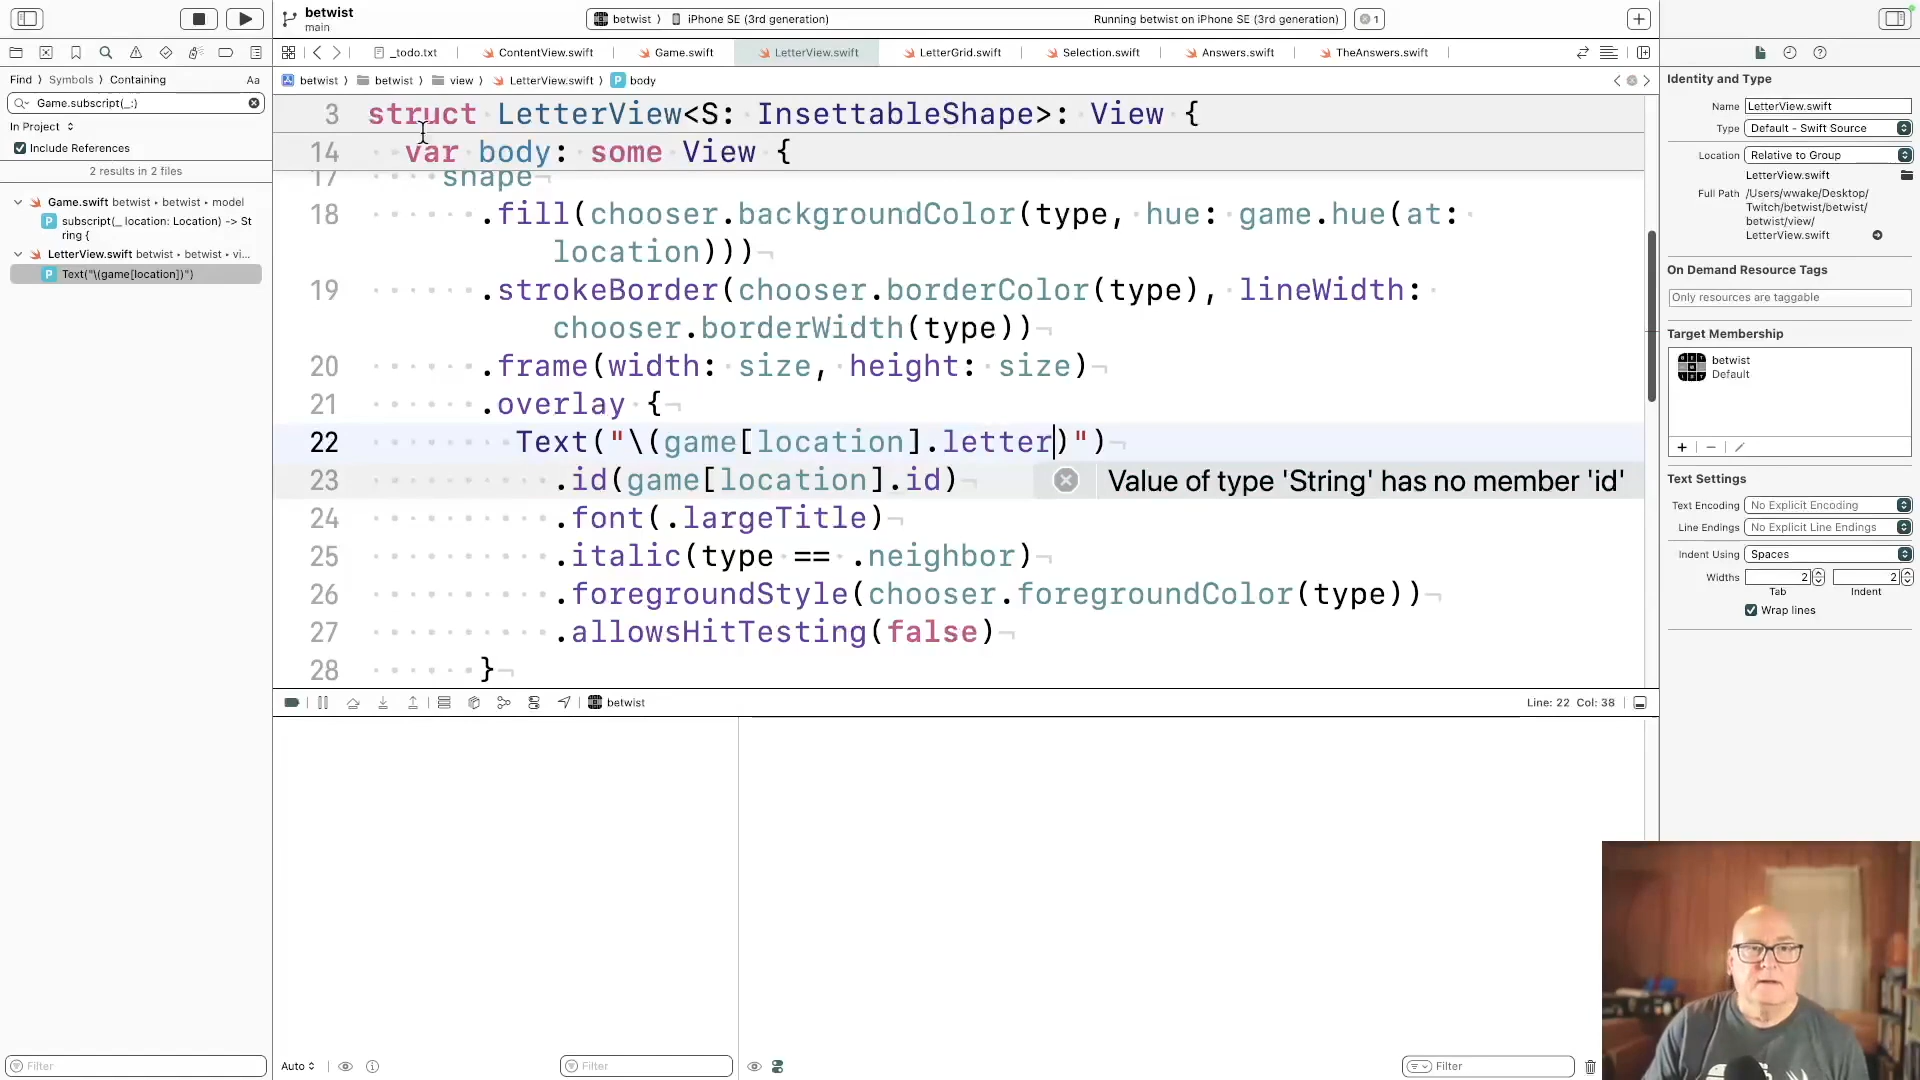 betwist
main
betwist
iPhone SE (3rd generation)
Running betwist on iPhone SE (3rd generation)
1
_todo.txt
ContentView.swift
Game.swift
LetterView.swift
LetterGrid.swift
Selection.swift
Answers.swift
TheAnswers.swift
Find
Symbols
Containing
Aa
betwist
betwist
view
LetterView.swift
P body
Game.subscript(_:)
In Project
Include References
2 results in 2 files
Game.swift betwist • betwist • model
P subscript(_ location: Location) -> St
ring {
LetterView.swift betwist • betwist • vi...
P Text("\(game[location])")
3 struct LetterView<S: InsettableShape>: View {
14 var body: some View {
17 shape
18 .fill(chooser.backgroundColor(type, hue: game.hue(at:
location)))
19 .strokeBorder(chooser.borderColor(type), lineWidth:
chooser.borderWidth(type))
20 .frame(width: size, height: size)
21 .overlay {
22 Text("\(game[location].letter)")
23 .id(game[location].id)
Value of type 'String' has no member 'id'
24 .font(.largeTitle)
25 .italic(type == .neighbor)
26 .foregroundStyle(chooser.foregroundColor(type))
27 .allowsHitTesting(false)
28 }
betwist
Line: 22 Col: 38
Auto
Filter
Filter
Filter
Identity and Type
Name LetterView.swift
Type Default - Swift Source
Location Relative to Group
LetterView.swift
Full Path /Users/wwake/Desktop/
Twitch/betwist/betwist/
betwist/view/
LetterView.swift
On Demand Resource Tags
Only resources are taggable
Target Membership
betwist
Default
Text Settings
Text Encoding No Explicit Encoding
Line Endings No Explicit Line Endings
Indent Using Spaces
Widths 2 2
Tab Indent
Wrap lines